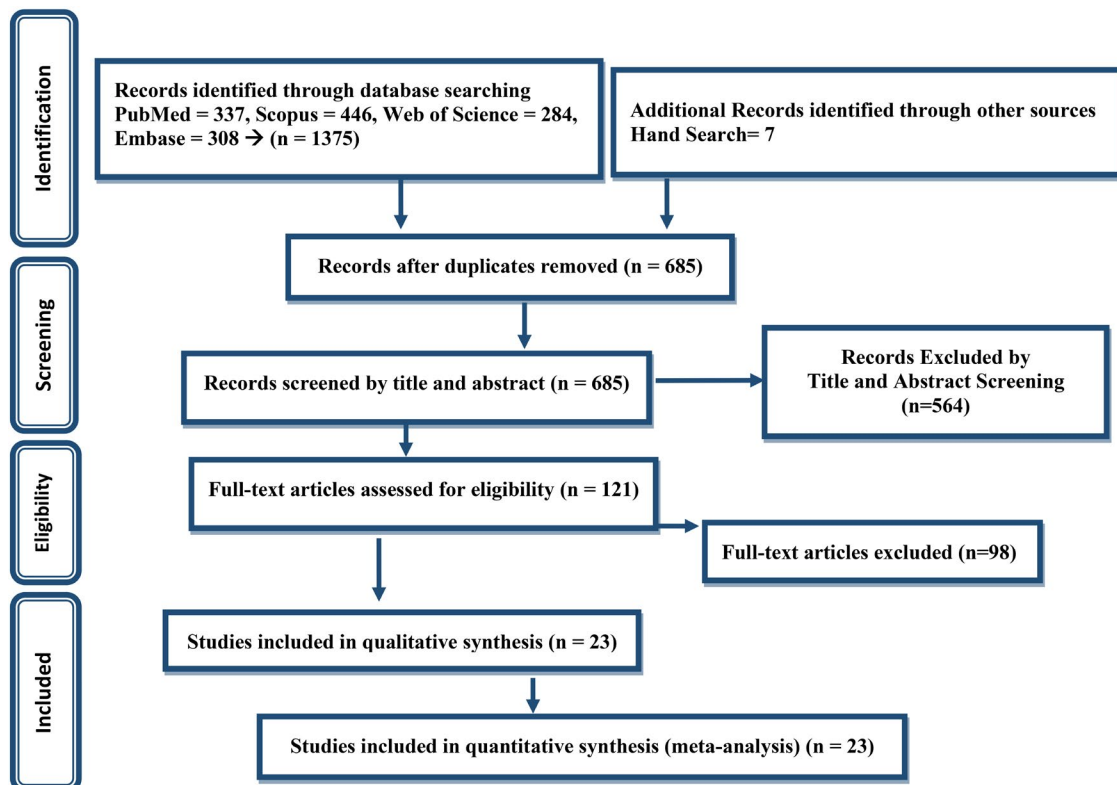 Identification
Records identified through database searching
PubMed = 337, Scopus = 446, Web of Science = 284,
Embase = 308 → (n = 1375)
Additional Records identified through other sources
Hand Search= 7
Records after duplicates removed (n = 685)
Screening
Records screened by title and abstract (n = 685)
Records Excluded by
Title and Abstract Screening
(n=564)
Eligibility
Full-text articles assessed for eligibility (n = 121)
Full-text articles excluded (n=98)
Included
Studies included in qualitative synthesis (n = 23)
Studies included in quantitative synthesis (meta-analysis) (n = 23)